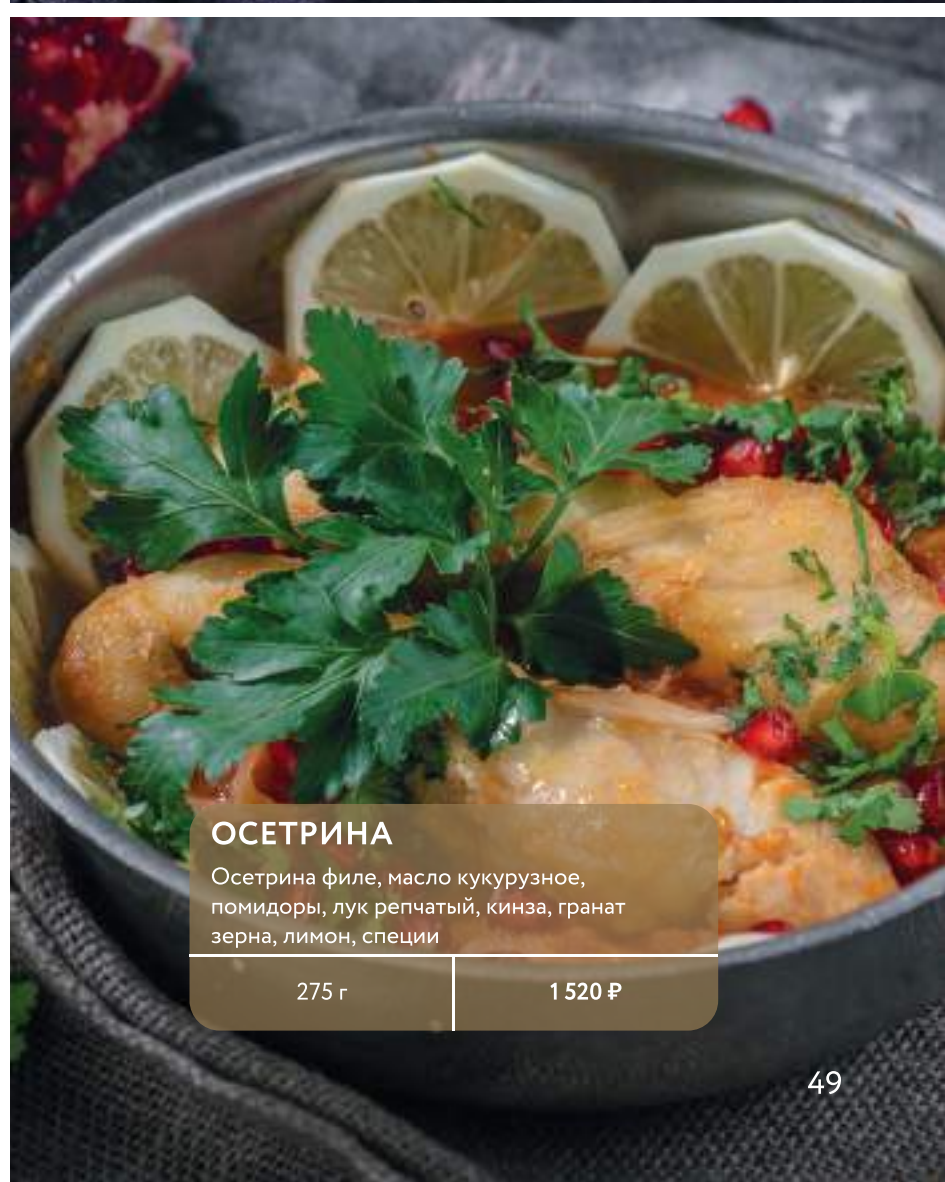 ОСЕТРИНА
Осетрина филе, масло кукурузное,
помидоры, лук репчатый, кинза, гранат
зерна, лимон, специи
275 г
1 520 ₽
49